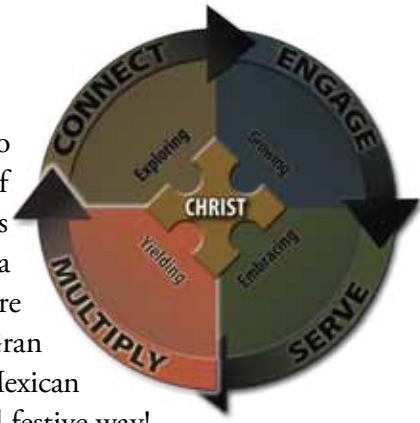 CONNECT
ENGAGE
Exploring
Growing
CHRIST
Yielding
Embracing
MULTIPLY
SERVE
Mexican
festive way!